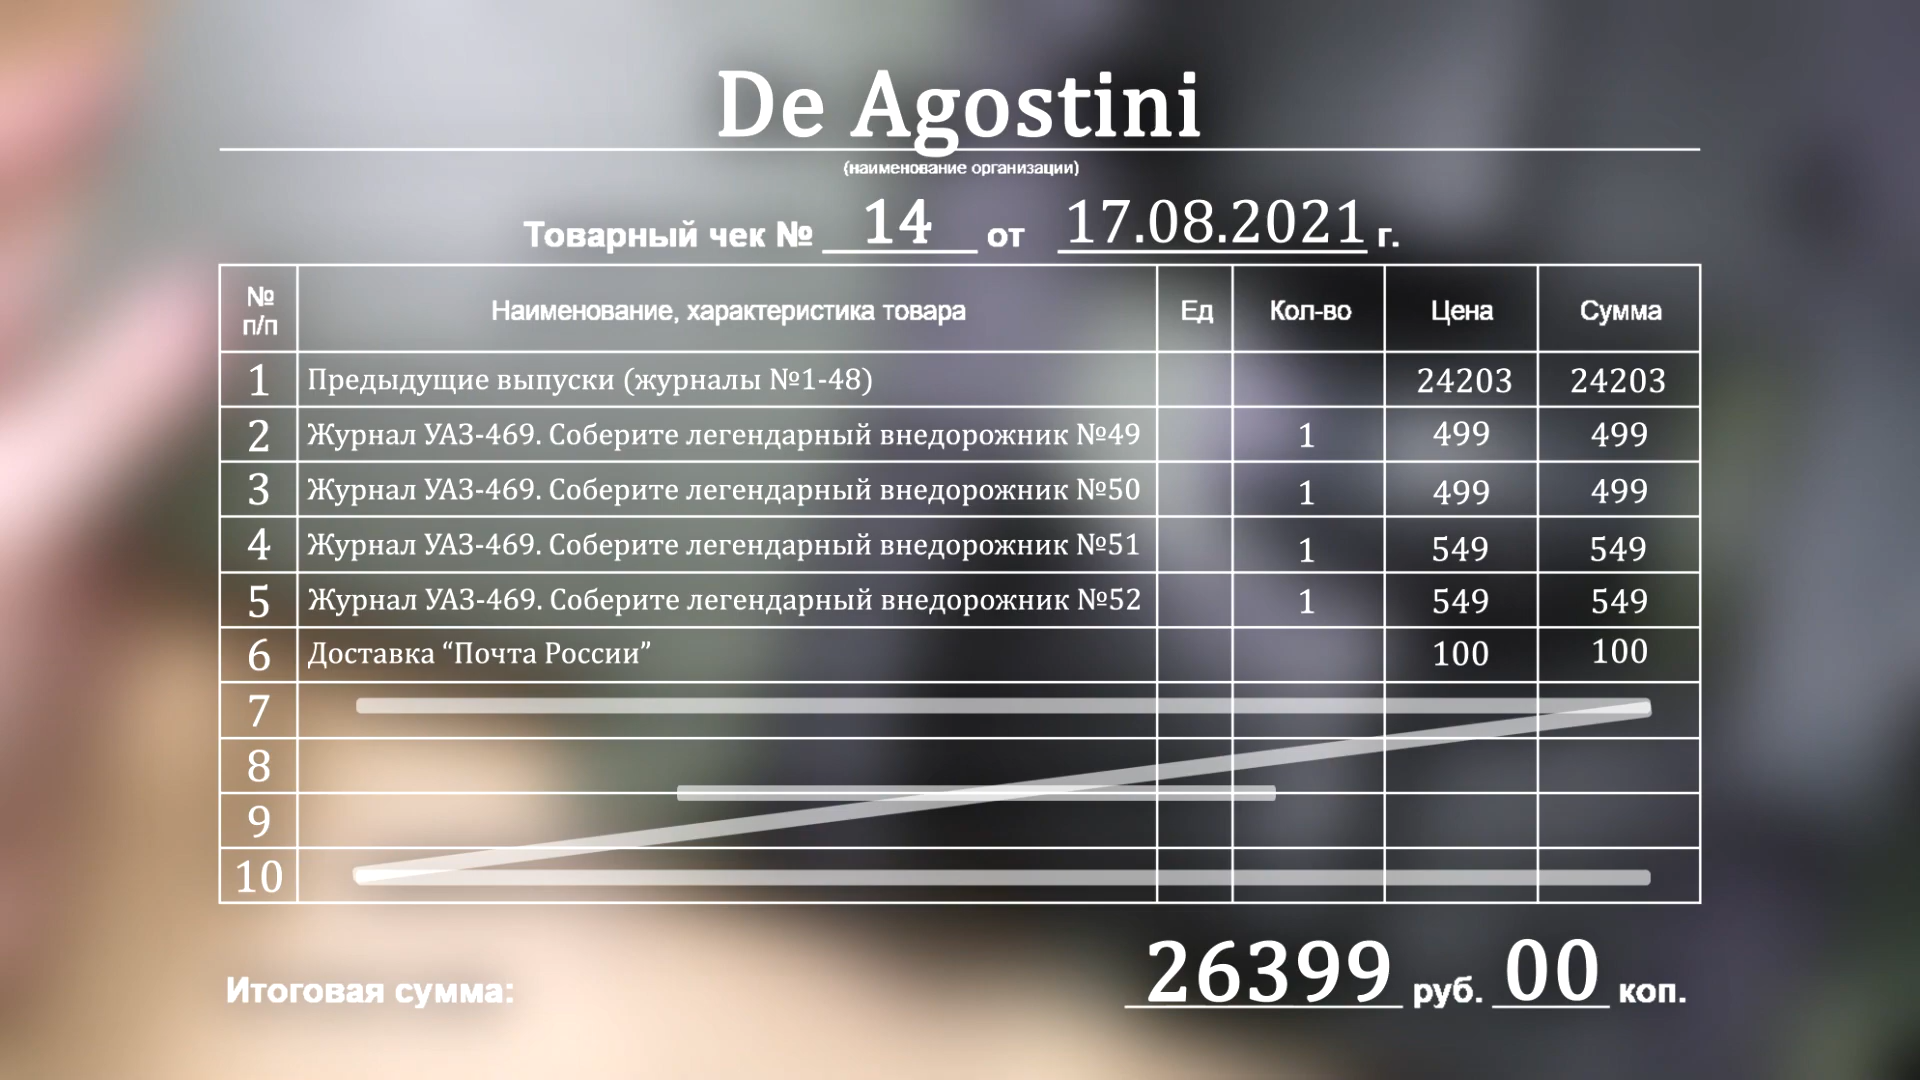 De Agostini
(наименование организации)
Товарный чек № 14 от 17.08.2021 г.
№ п/п Наименование, характеристика товара Ед Кол-во Цена Сумма
1 Предыдущие выпуски (журналы №1-48) 24203 24203
2 Журнал УАЗ-469. Соберите легендарный внедорожник №49 1 499 499
3 Журнал УАЗ-469. Соберите легендарный внедорожник №50 1 499 499
4 Журнал УАЗ-469. Соберите легендарный внедорожник №51 1 549 549
5 Журнал УАЗ-469. Соберите легендарный внедорожник №52 1 549 549
6 Доставка “Почта России” 100 100
7
8
9
10
Итоговая сумма: 26399 руб. 00 коп.